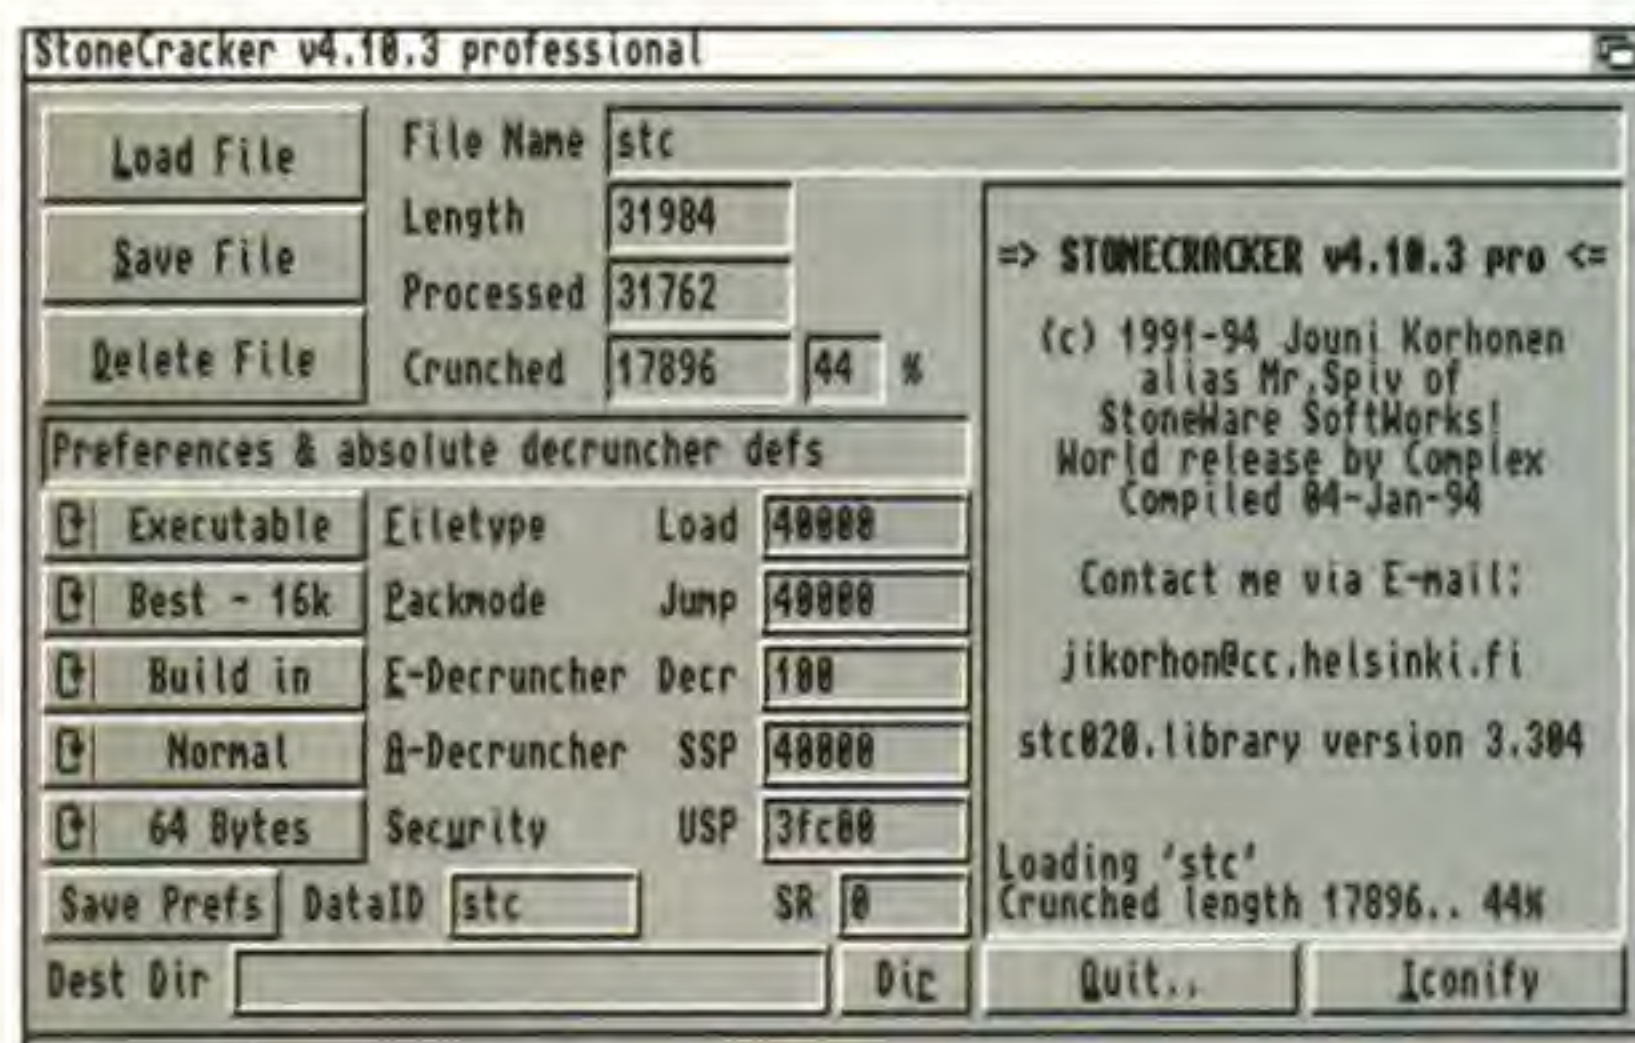 StoneCracker v4.10.3 professional
Load File
File Name stc
Save File
Length 31984
Processed 31762
Delete File
Crunched 17896 44 %
Preferences & absolute decruncher defs
Executable Filetype Load 40000
Best - 16k Packmode Jump 40000
Build in E-Decruncher Decr 100
Normal A-Decruncher SSP 40000
64 Bytes Security USP 3fc00
Save Prefs DataID stc SR 0
Dest Dir Dir
=> STONECRACKER v4.10.3 pro <=
(c) 1991-94 Jouni Korhonen
alias Mr.Spiv of
StoneWare SoftWorks!
World release by Complex
Compiled 04-Jan-94
Contact me via E-mail:
jikorhon@cc.helsinki.fi
stc020.library version 3.304
Loading 'stc'
Crunched length 17896.. 44%
Quit.. Iconify